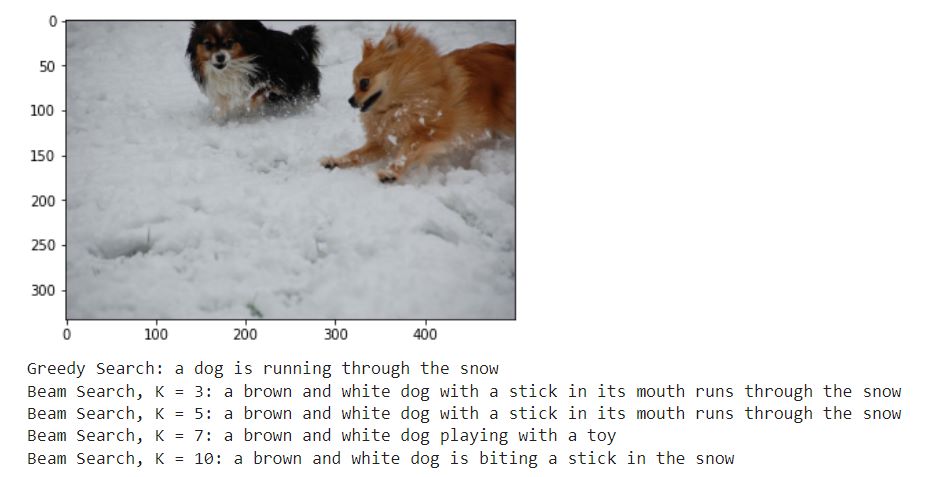 0
50
100
150
200
250
300
0 100 200 300 400
Greedy Search: a dog is running through the snow
Beam Search, K = 3: a brown and white dog with a stick in its mouth runs through the snow
Beam Search, K = 5: a brown and white dog with a stick in its mouth runs through the snow
Beam Search, K = 7: a brown and white dog playing with a toy
Beam Search, K = 10: a brown and white dog is biting a stick in the snow